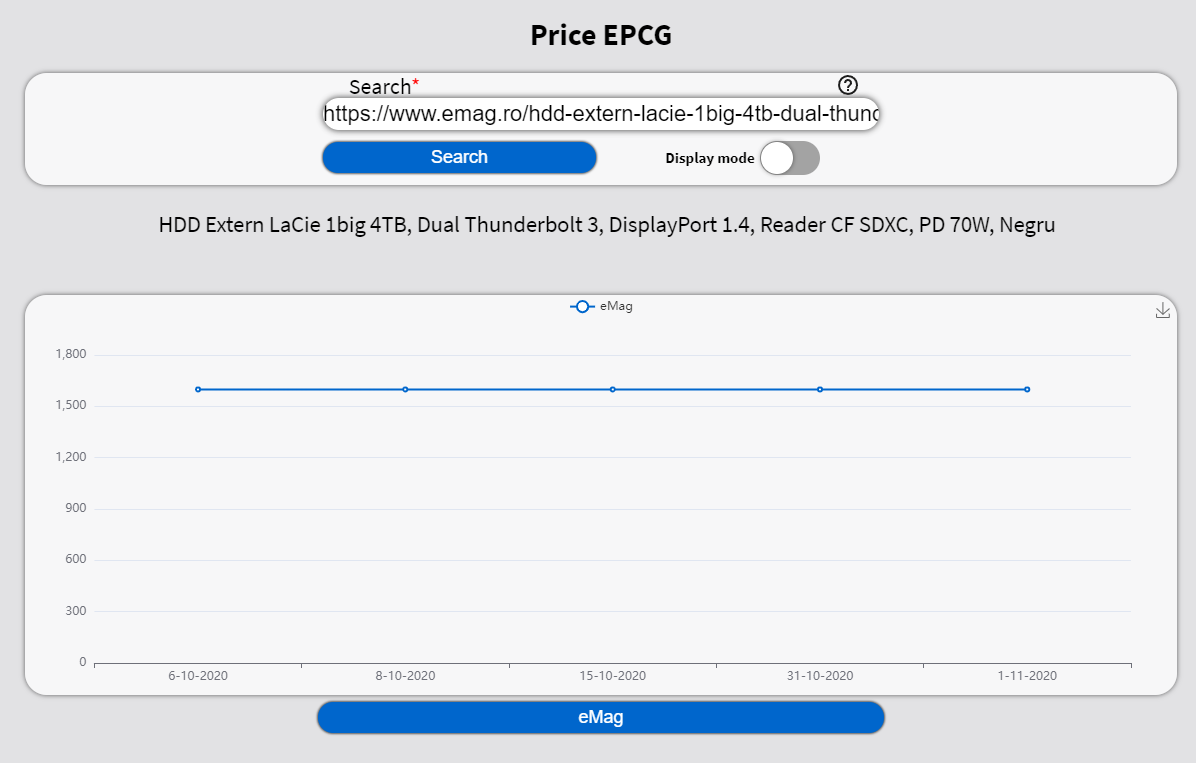 Price EPCG
Search*
https://www.emag.ro/hdd-extern-lacie-1big-4tb-dual-thund
Search
Display mode
HDD Extern LaCie 1big 4TB, Dual Thunderbolt 3, DisplayPort 1.4, Reader CF SDXC, PD 70W, Negru
eMag
1,800
1,500
1,200
900
600
300
0
6-10-2020 8-10-2020 15-10-2020 31-10-2020 1-11-2020
eMag